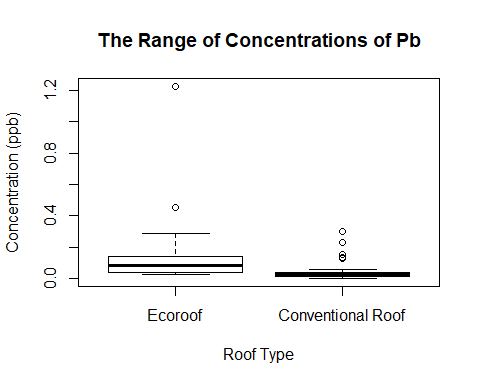 The Range of Concentrations of Pb
Concentration (ppb)
1.2
0.8
0.4
0.0
Ecoroof
Conventional Roof
Roof Type